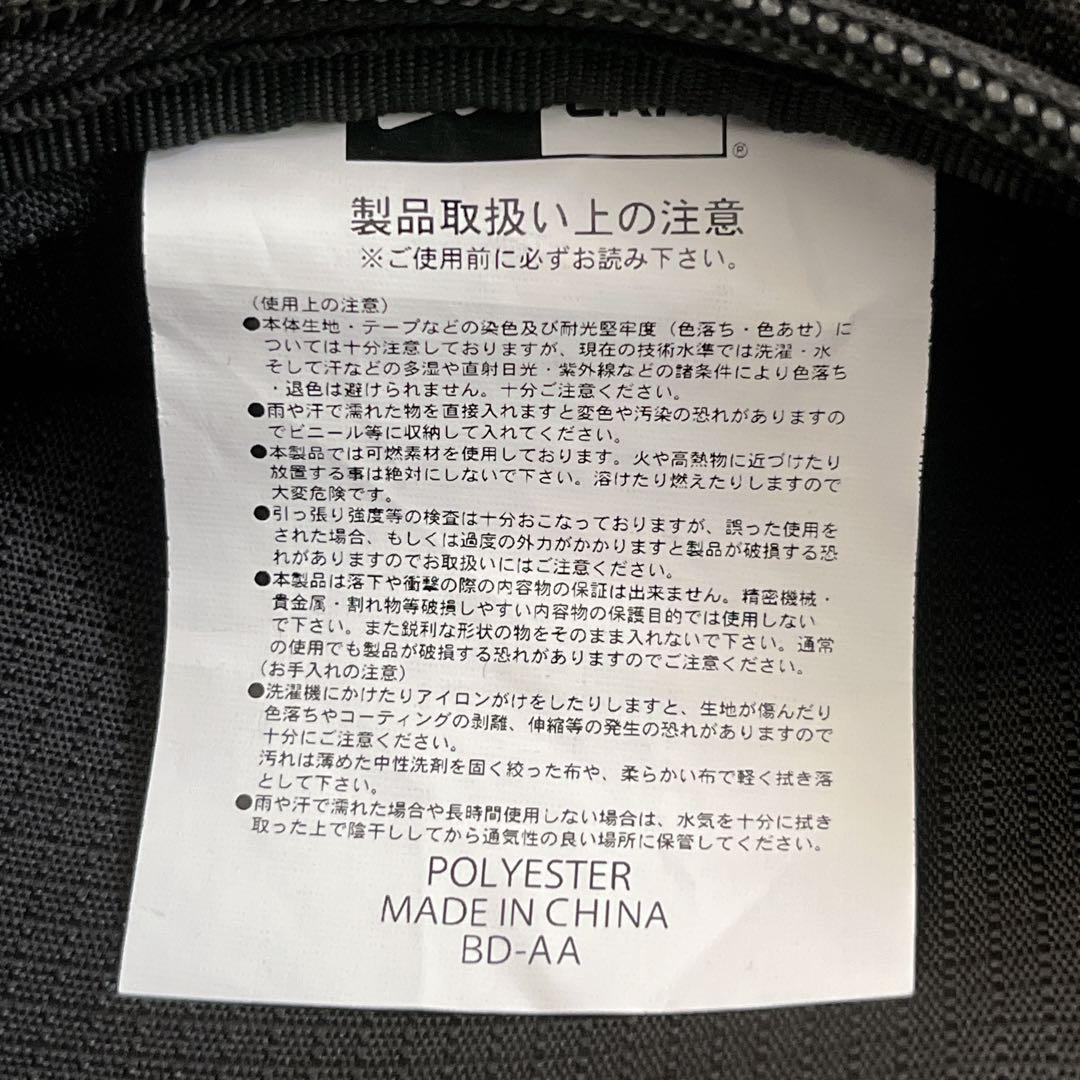 ®
製品取扱い上の注意
※ご使用前に必ずお読み下さい。
(使用上の注意)
●本体生地・テープなどの染色及び耐光堅牢度(色落ち・色あせ)に
ついては十分注意しておりますが、現在の技術水準では洗濯・水
そして汗などの多湿や直射日光・紫外線などの諸条件により色落ち
・退色は避けられません。十分ご注意ください。
●雨や汗で濡れた物を直接入れますと変色や汚染の恐れがありますの
でビニール等に収納して入れてください。
●本製品では可燃素材を使用しております。火や高熱物に近づけたり
放置する事は絶対にしないで下さい。溶けたり燃えたりしますので
大変危険です。
●引っ張り強度等の検査は十分おこなっておりますが、誤った使用を
された場合、もしくは過度の外力がかかりますと製品が破損する恐
れがありますのでお取扱いにはご注意ください。
●本製品は落下や衝撃の際の内容物の保証は出来ません。精密機械・
貴金属・割れ物等破損しやすい内容物の保護目的では使用しない
で下さい。また鋭利な形状の物をそのまま入れないで下さい。通常
の使用でも製品が破損する恐れがありますのでご注意ください。
(お手入れの注意)
●洗濯機にかけたりアイロンがけをしたりしますと、生地が傷んだり
色落ちやコーティングの剥離、伸縮等の発生の恐れがありますので
十分にご注意ください。
汚れは薄めた中性洗剤を固く絞った布や、柔らかい布で軽く拭き落
として下さい。
●雨や汗で濡れた場合や長時間使用しない場合は、水気を十分に拭き
取った上で陰干ししてから通気性の良い場所に保管してください。
POLYESTER
MADE IN CHINA
BD-AA